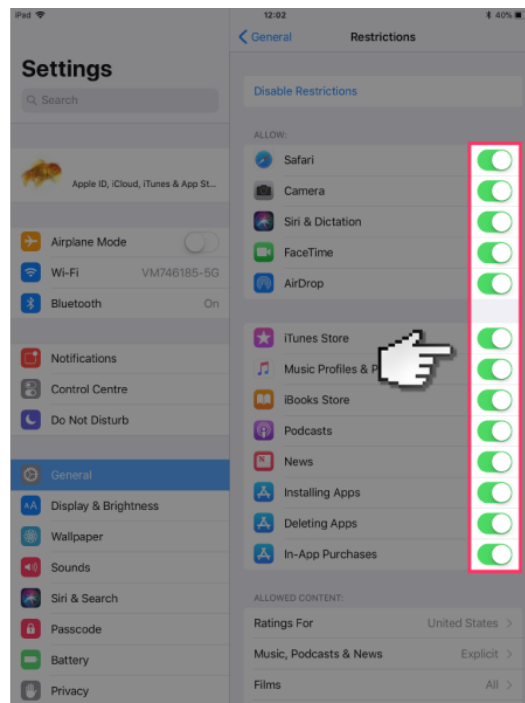 iPad
12:02
40%
General
Restrictions
Settings
Search
Disable Restrictions
ALLOW:
Safari
Apple ID, iCloud, iTunes & App St...
Camera
Siri & Dictation
Airplane Mode
FaceTime
Wi-Fi VM746185-5G
AirDrop
Bluetooth On
iTunes Store
Notifications
Music Profiles & P
Control Centre
iBooks Store
Do Not Disturb
Podcasts
News
General
Installing Apps
Display & Brightness
Deleting Apps
Wallpaper
In-App Purchases
Sounds
Siri & Search
ALLOWED CONTENT:
Passcode
Ratings For United States
Battery
Music, Podcasts & News Explicit
Privacy
Films All